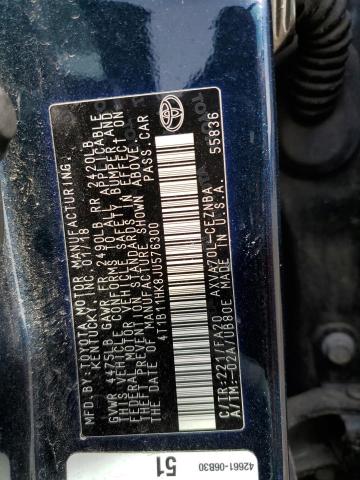 MFD.BY:TOYOTA MOTOR MANUFACTURING,
KENTUCKY,INC. 07/18
GVWR 4475LB GAWR FR 2490LB RR 2420LB
THIS VEHICLE CONFORMS TO ALL APPLICABLE
FEDERAL MOTOR VEHICLE SAFETY, BUMPER, AND
THEFT PREVENTION STANDARDS IN EFFECT ON
THE DATE OF MANUFACTURE SHOWN ABOVE.
4T1B11HK8JU576300 PASS.CAR
C/TR:221/FA20 AXVA70L-CEZNBA
A/TM:-02A/UB80E MADE IN U.S.A.
55836
TOYOTA
51
42661-06B30